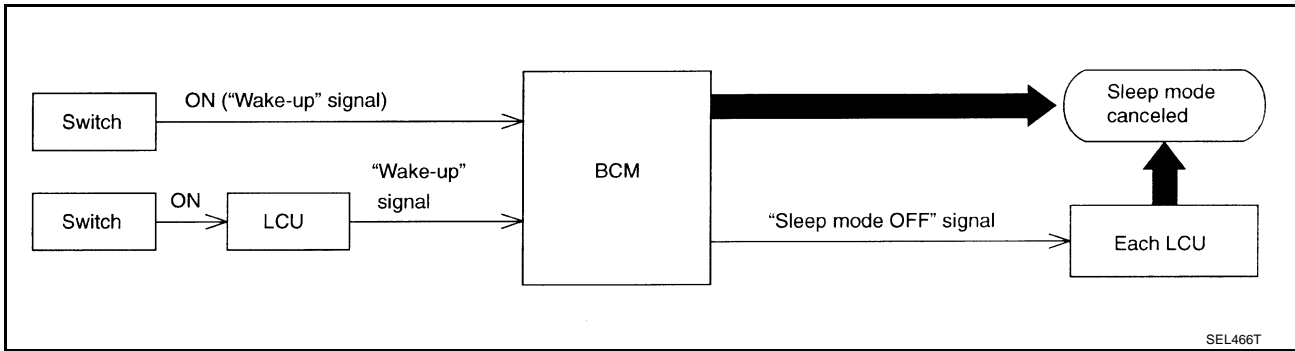 Switch
ON (“Wake-up” signal)
Switch
ON
LCU
“Wake-up”
signal
BCM
Sleep mode
canceled
“Sleep mode OFF” signal
Each LCU
SEL466T